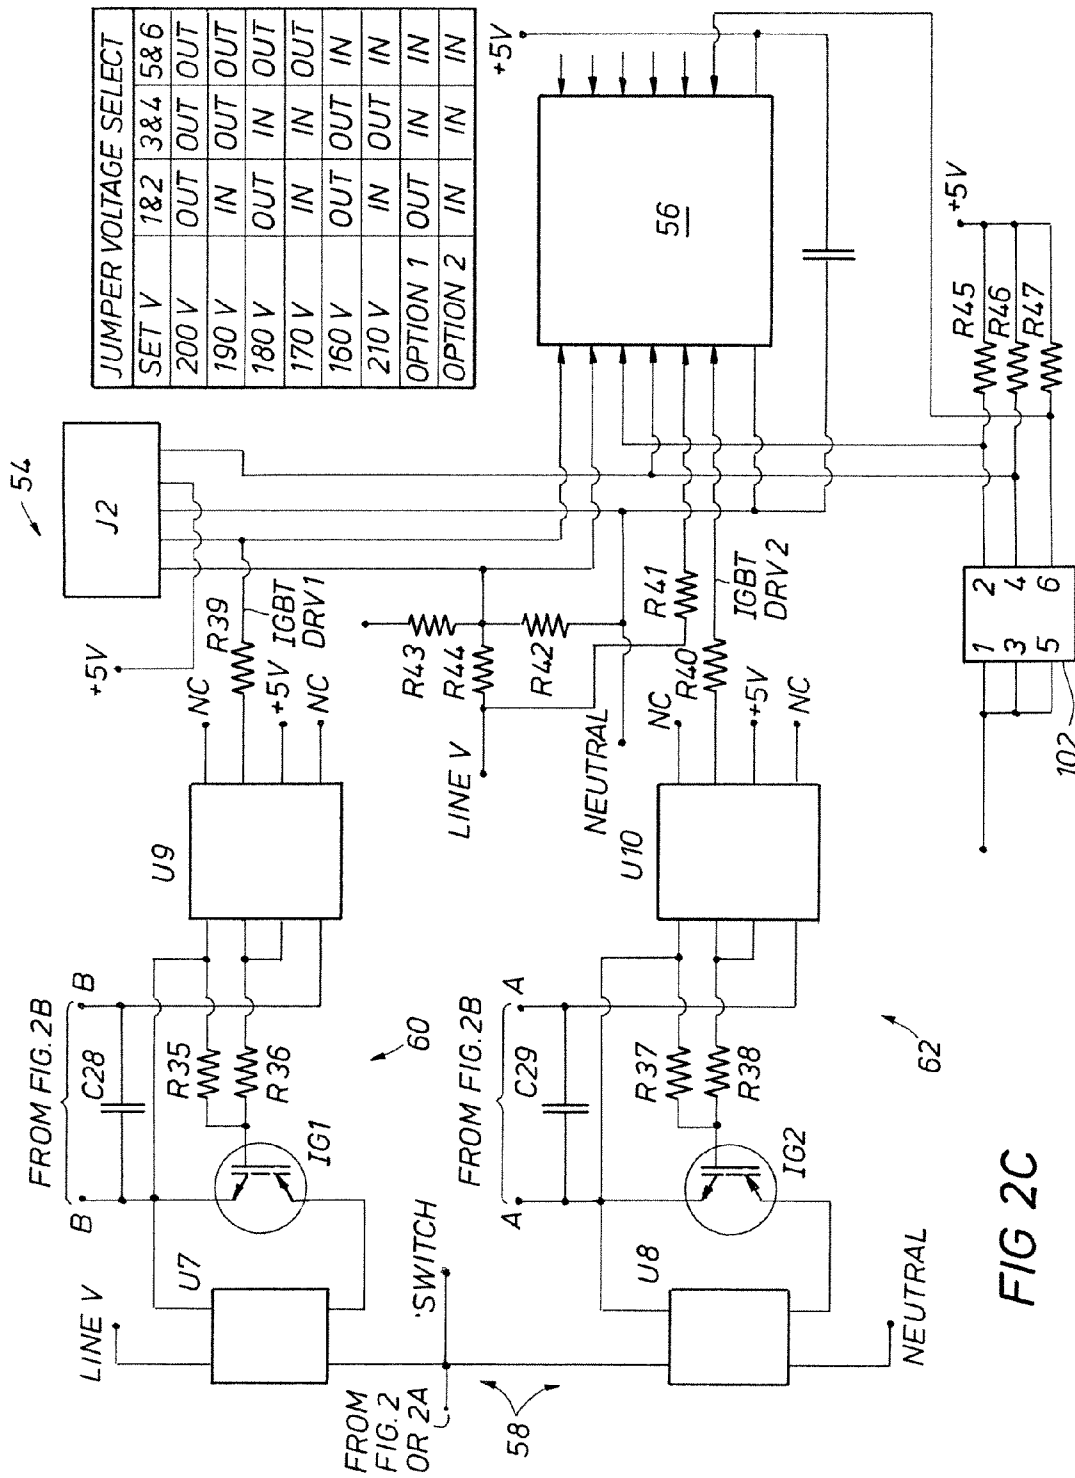 JUMPER VOLTAGE SELECT
SET V 1&2 3&4 5&6
200 V OUT OUT OUT
190 V IN OUT OUT
180 V OUT IN OUT
170 V IN IN OUT
160 V OUT OUT IN
210 V IN OUT IN
OPTION 1 OUT IN IN
OPTION 2 IN IN IN
54
J2
+5V
+5V
56
FROM FIG. 2B
B
B
C28
R35
R36
IG1
60
U9
NC
R39
+5V
NC
IGBT
DRV1
LINE V
U7
R43
R44
R42
LINE V
NEUTRAL
R41
R40
IGBT
DRV 2
FROM
FIG. 2
OR 2A
'SWITCH
58
FROM FIG. 2B
A
A
C29
R37
R38
IG2
62
U10
NC
+5V
NC
U8
NEUTRAL
+5V
R45
R46
R47
1 2
3 4
5 6
102
FIG 2C